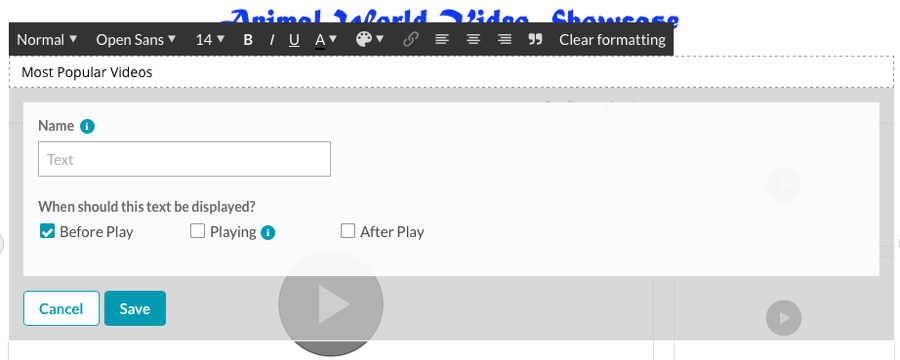 Animal World Video Showcase
Normal Open Sans 14 B I U A Clear formatting
Most Popular Videos
Name
Text
When should this text be displayed?
Before Play Playing After Play
Cancel Save